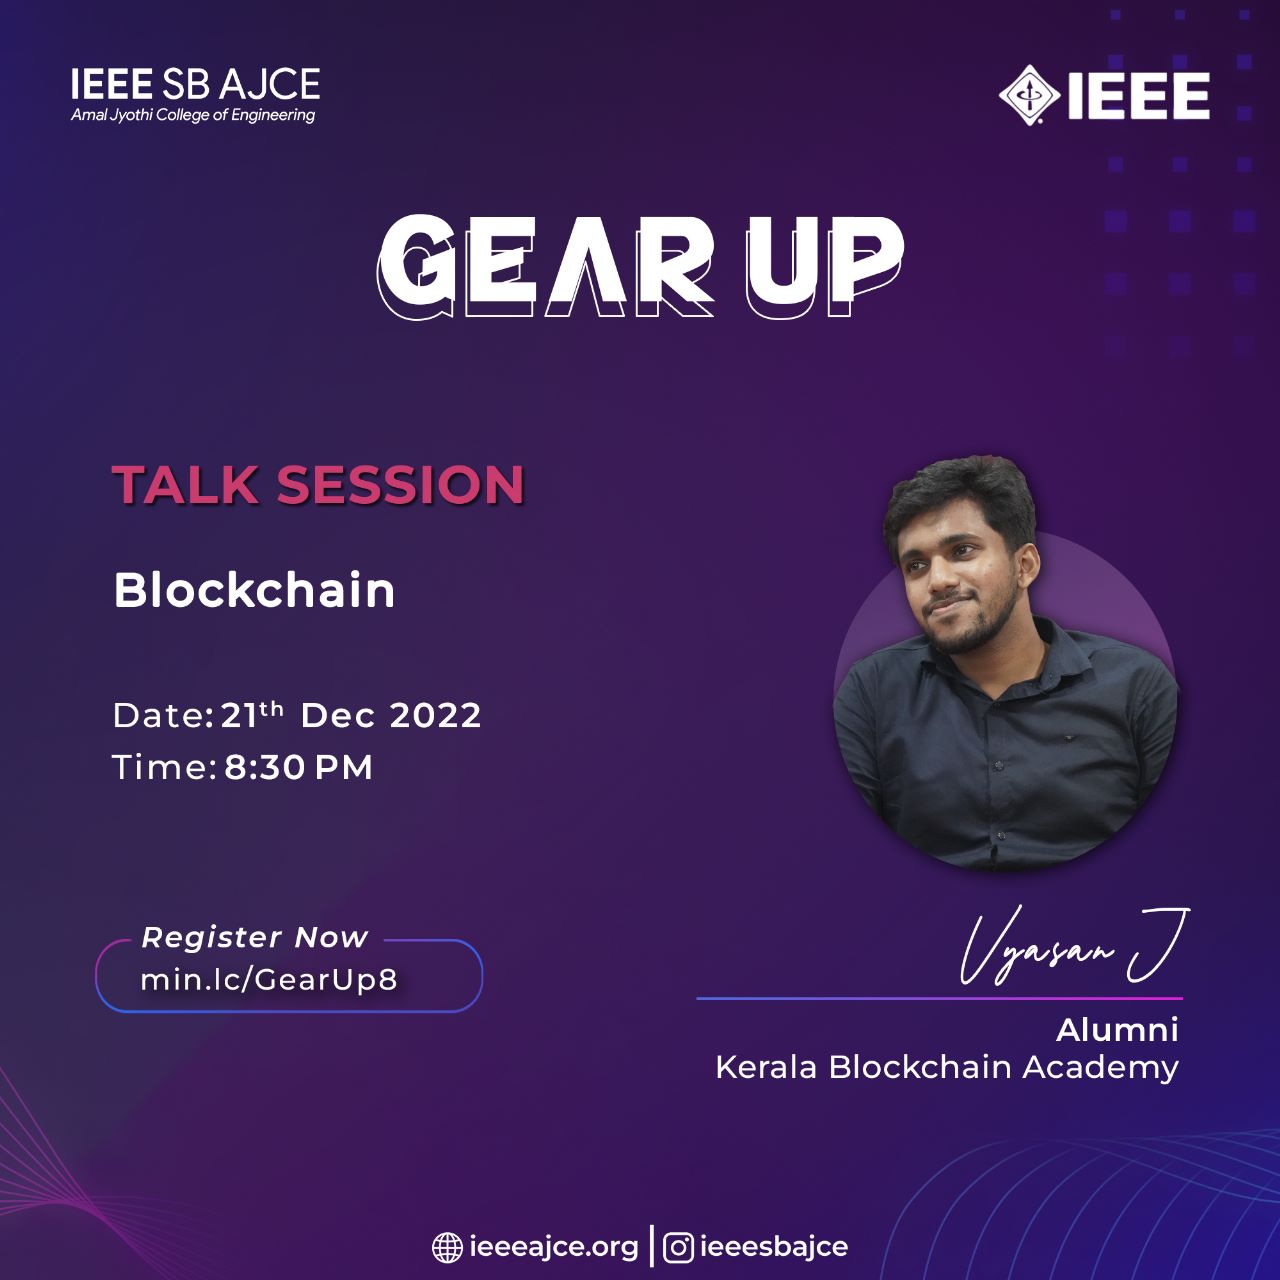 IEEE SB AJCE
Amal Jyothi College of Engineering
IEEE
GEAR UP
TALK SESSION
Blockchain
Date: 21th Dec 2022
Time: 8:30 PM
Register Now
min.lc/GearUp8
Vyasan J
Alumni
Kerala Blockchain Academy
ieeeajce.org | ieeesbajce